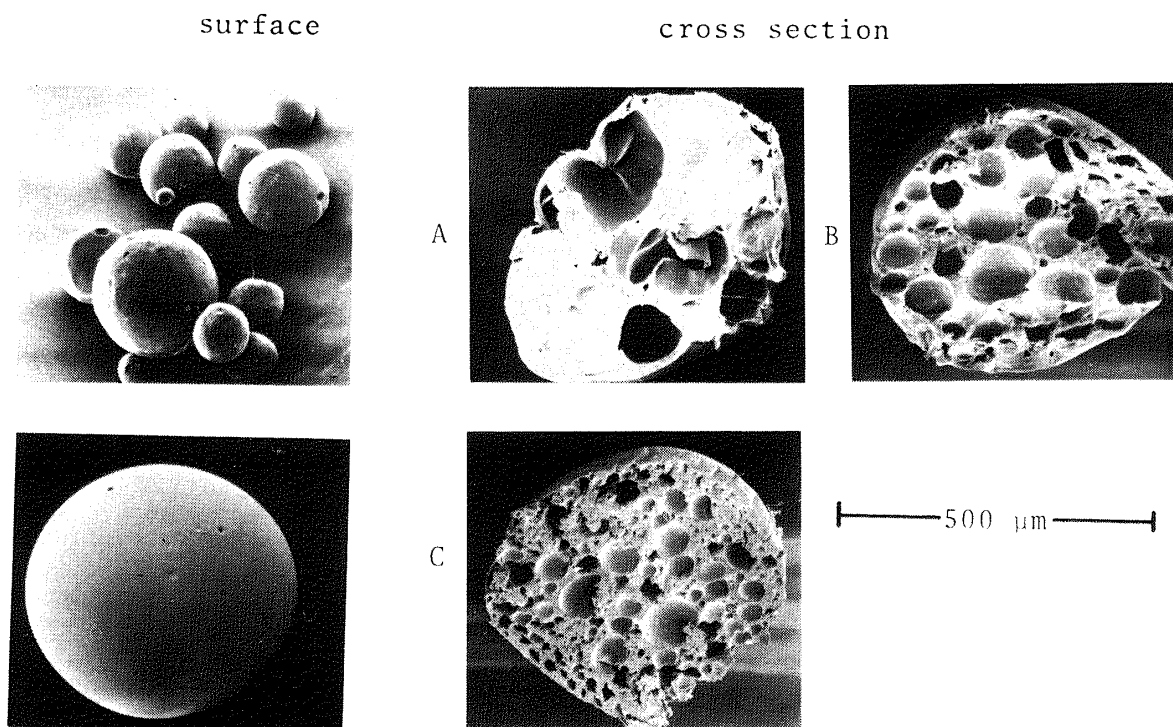 surface
cross section
A
B
C
500 μm